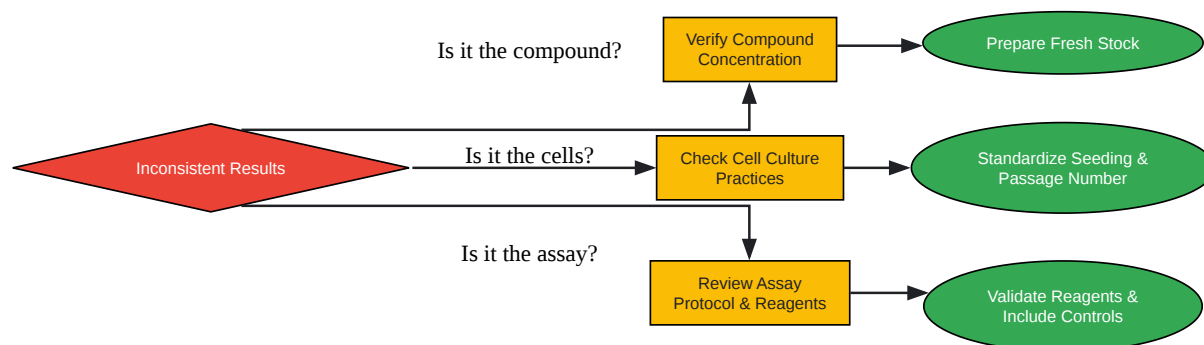 Is it the compound?
Verify Compound
Concentration
Prepare Fresh Stock
Inconsistent Results
Is it the cells?
Check Cell Culture
Practices
Standardize Seeding &
Passage Number
Is it the assay?
Review Assay
Protocol & Reagents
Validate Reagents &
Include Controls